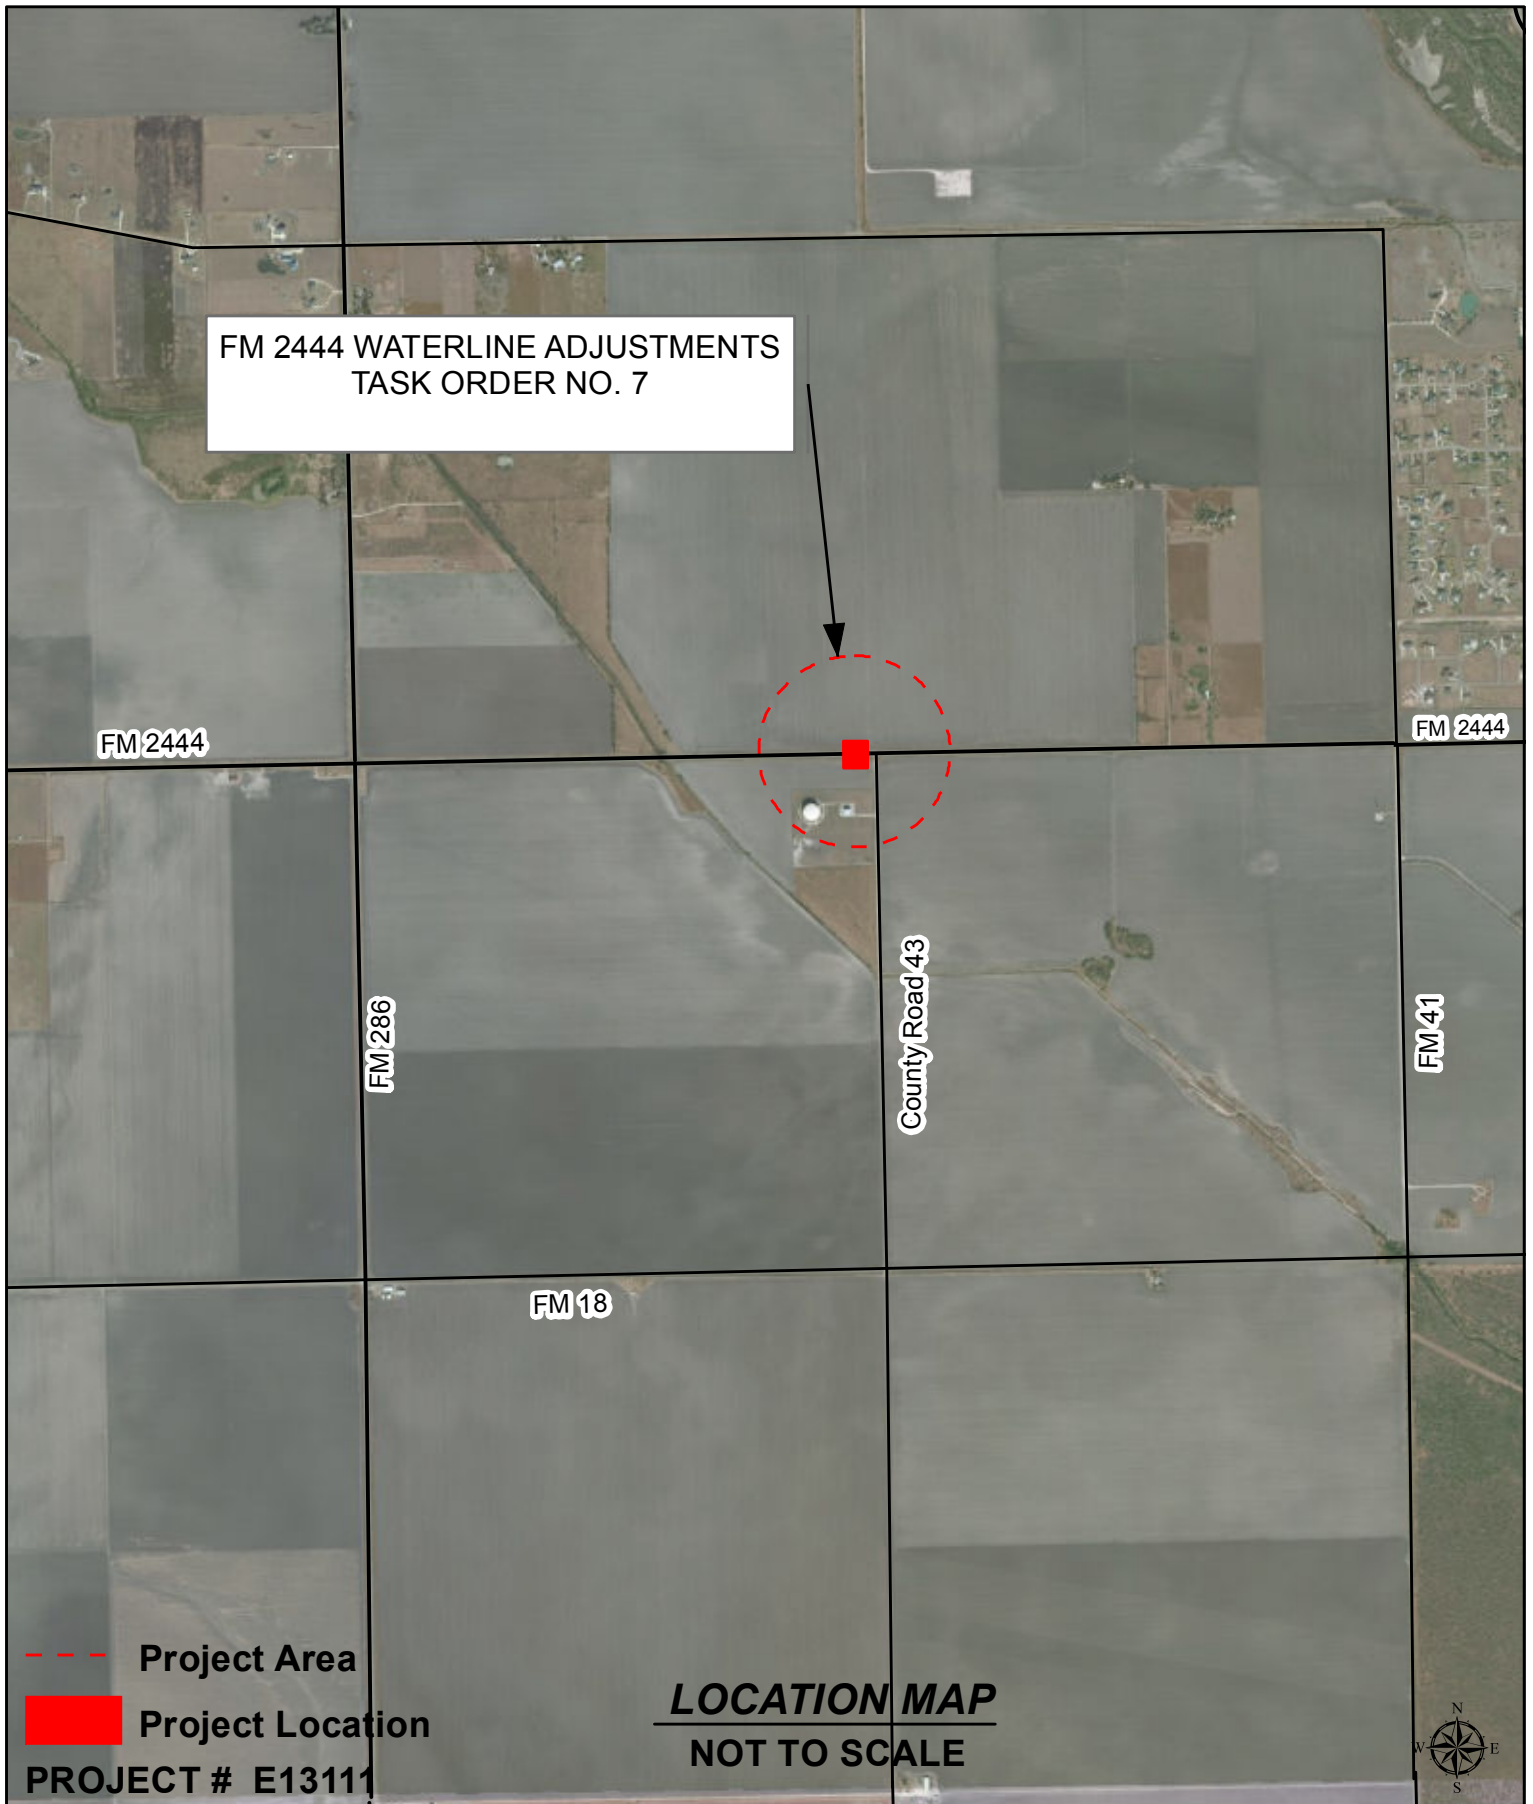 FM 2444 WATERLINE ADJUSTMENTS
TASK ORDER NO. 7
FM 2444
FM 2444
FM 286
County Road 43
FM 41
FM 18
Project Area
Project Location
PROJECT # E13111
LOCATION MAP
NOT TO SCALE
N
W E
S